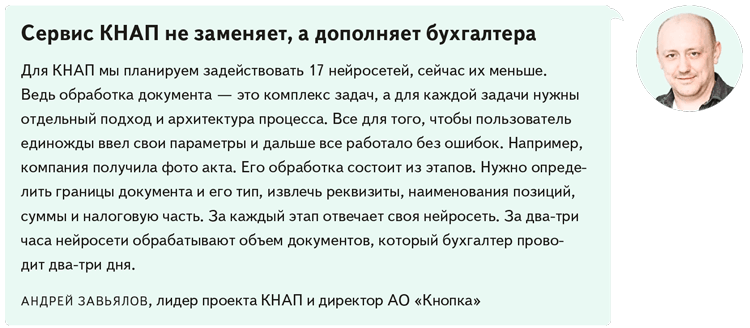 Сервис КНАП не заменяет, а дополняет бухгалтера
Для КНАП мы планируем задействовать 17 нейросетей, сейчас их меньше.
Ведь обработка документа — это комплекс задач, а для каждой задачи нужны
отдельный подход и архитектура процесса. Все для того, чтобы пользователь
единожды ввел свои параметры и дальше все работало без ошибок. Например,
компания получила фото акта. Его обработка состоит из этапов. Нужно опреде-
лить границы документа и его тип, извлечь реквизиты, наименования позиций,
суммы и налоговую часть. За каждый этап отвечает своя нейросеть. За два-три
часа нейросети обрабатывают объем документов, который бухгалтер прово-
дит два-три дня.
АНДРЕЙ ЗАВЬЯЛОВ, лидер проекта КНАП и директор АО «Кнопка»